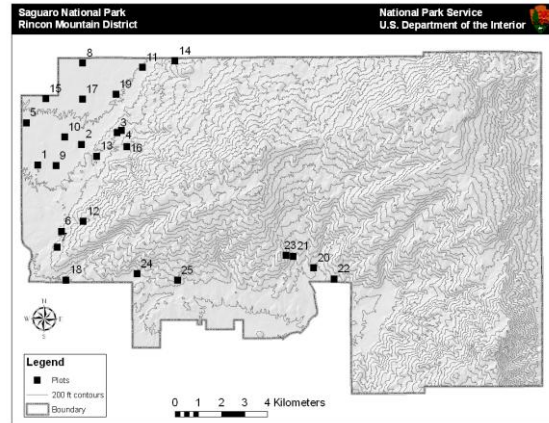 Saguaro National Park
Rincon Mountain District
National Park Service
U.S. Department of the Interior
8
11
14
15
17
19
5
10
2
3
4
16
13
1
9
12
6
7
18
24
25
23
21
20
22
N
W
E
S
Legend
Plots
200 ft contours
Boundary
0 .5 1 2 3 4 Kilometers